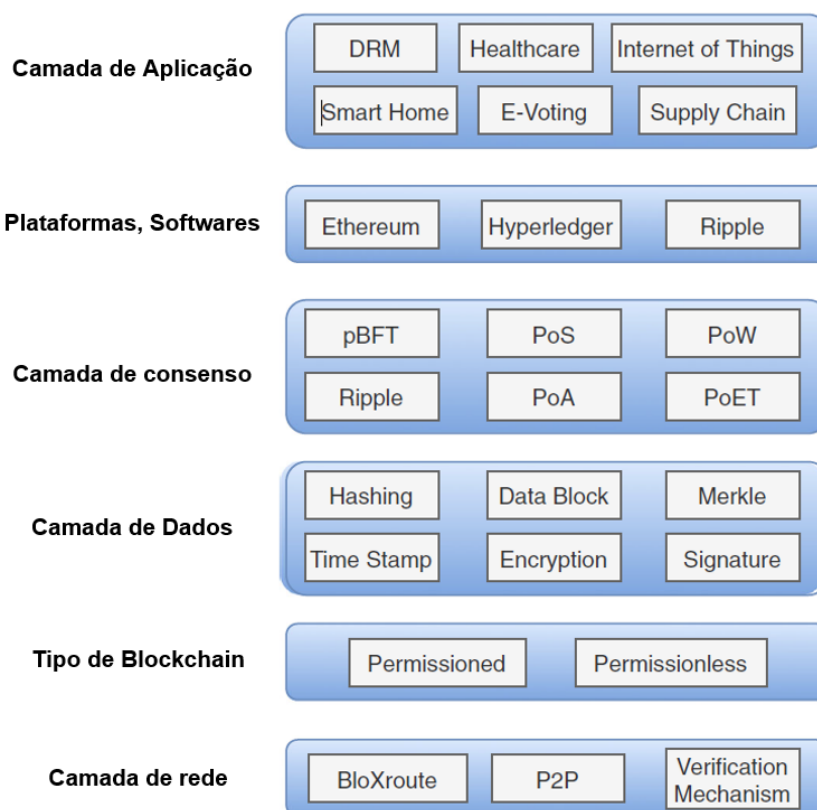 Camada de Aplicação
DRM
Healthcare
Internet of Things
Smart Home
E-Voting
Supply Chain
Plataformas, Softwares
Ethereum
Hyperledger
Ripple
Camada de consenso
pBFT
PoS
PoW
Ripple
PoA
PoET
Camada de Dados
Hashing
Data Block
Merkle
Time Stamp
Encryption
Signature
Tipo de Blockchain
Permissioned
Permissionless
Camada de rede
BloXroute
P2P
Verification
Mechanism